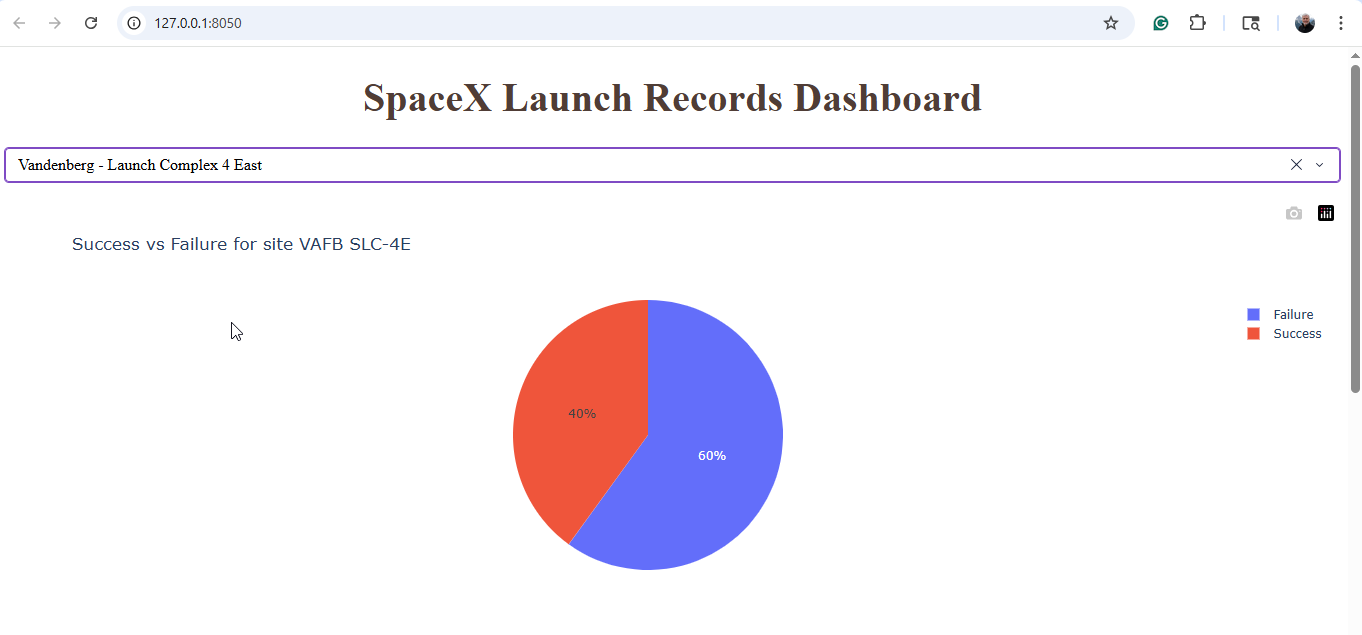 127.0.0.1:8050
SpaceX Launch Records Dashboard
Vandenberg - Launch Complex 4 East
Success vs Failure for site VAFB SLC-4E
Failure
Success
40%
60%